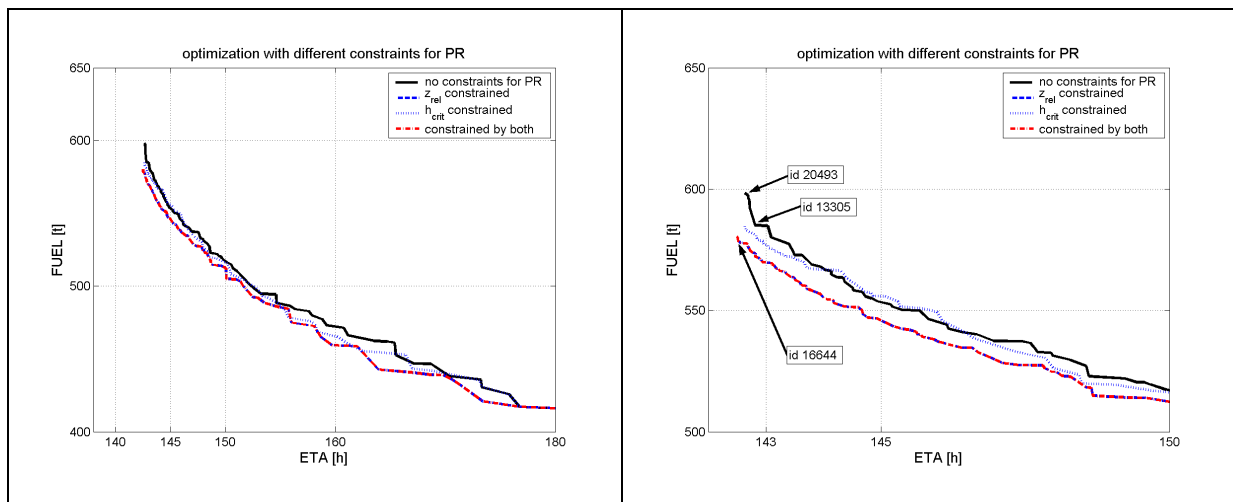 optimization with different constraints for PR
650
600
500
400
FUEL [t]
no constraints for PR
z_rel constrained
h_crit constrained
constrained by both
140
145
150
160
180
ETA [h]
optimization with different constraints for PR
650
600
550
500
FUEL [t]
no constraints for PR
z_rel constrained
h_crit constrained
constrained by both
id 20493
id 13305
id 16644
143
145
150
ETA [h]